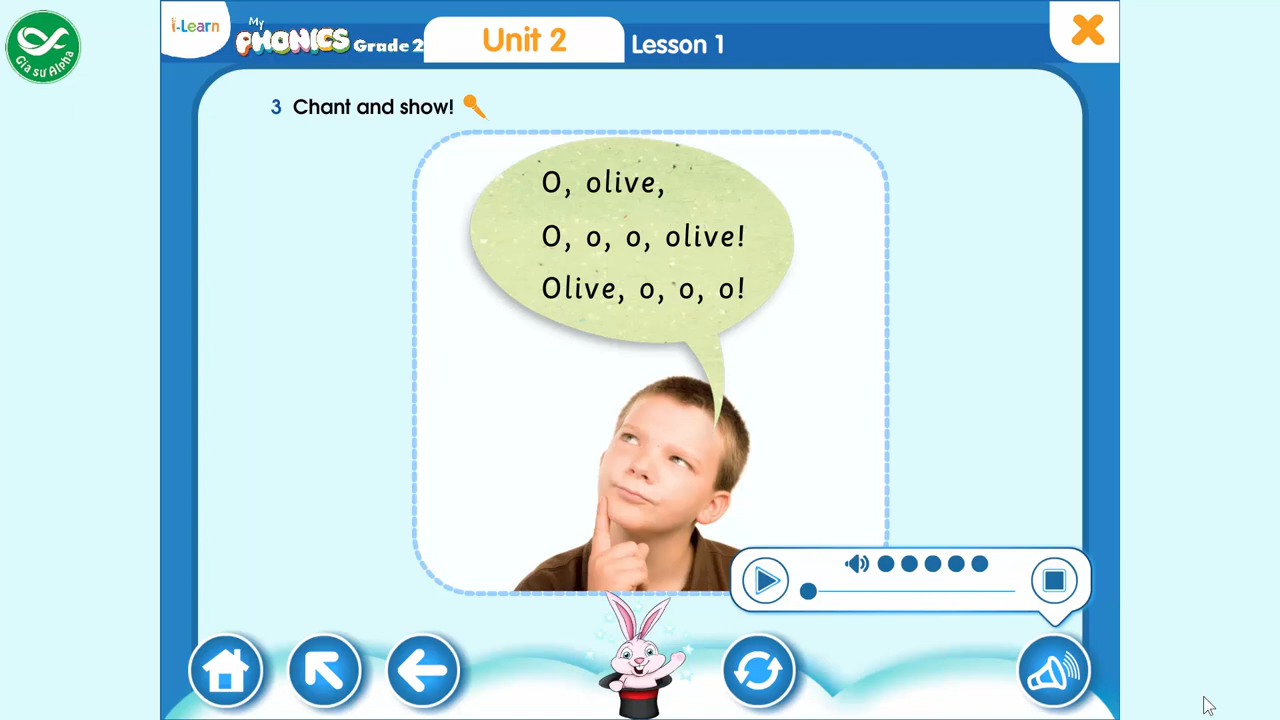 Gia sư Alpha
i-Learn
My
PHONICS Grade 2
Unit 2
Lesson 1
3 Chant and show!
O, olive,
O, o, o, olive!
Olive, o, o, o!